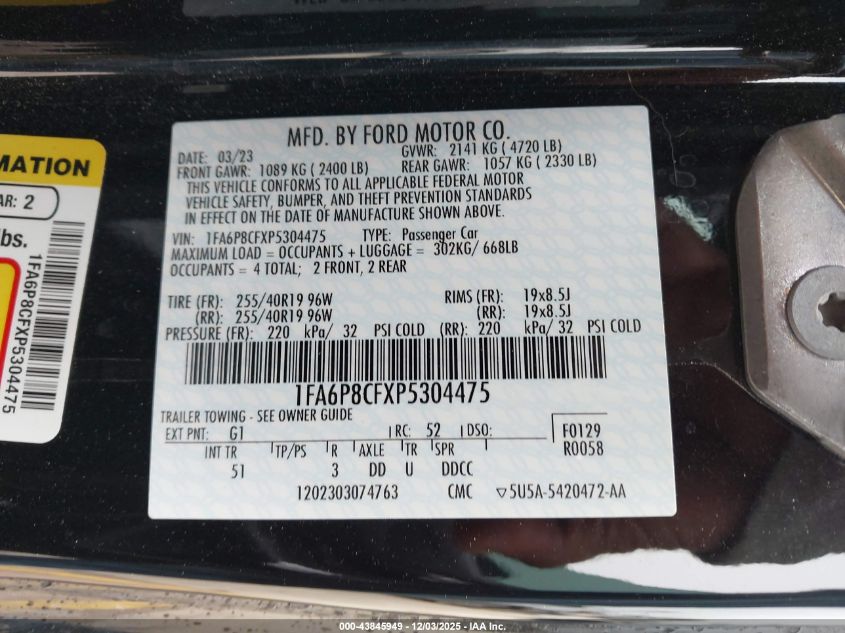 MFD. BY FORD MOTOR CO.
DATE: 03/23 GVWR: 2141 KG ( 4720 LB)
FRONT GAWR: 1089 KG ( 2400 LB) REAR GAWR: 1057 KG ( 2330 LB)
THIS VEHICLE CONFORMS TO ALL APPLICABLE FEDERAL MOTOR
VEHICLE SAFETY, BUMPER, AND THEFT PREVENTION STANDARDS
IN EFFECT ON THE DATE OF MANUFACTURE SHOWN ABOVE.
VIN: 1FA6P8CFXP5304475 TYPE: Passenger Car
MAXIMUM LOAD = OCCUPANTS + LUGGAGE = 302KG/ 668LB
OCCUPANTS = 4 TOTAL; 2 FRONT, 2 REAR
TIRE (FR): 255/40R19 96W RIMS (FR): 19x8.5J
(RR): 255/40R19 96W (RR): 19x8.5J
PRESSURE (FR): 220 kPa/ 32 PSI COLD (RR): 220 kPa/ 32 PSI COLD
1FA6P8CFXP5304475
TRAILER TOWING - SEE OWNER GUIDE
EXT PNT: G1 RC: 52 DSO: F0129
R0058
INT TR TP/PS R AXLE TR SPR
51 3 DD U DDCC
1202303074763 CMC ▽5U5A-5420472-AA
MATION
AR: 2
lbs.
1FA6P8CFXP5304475
000-43845949 - 12/03/2025 - IAA Inc.